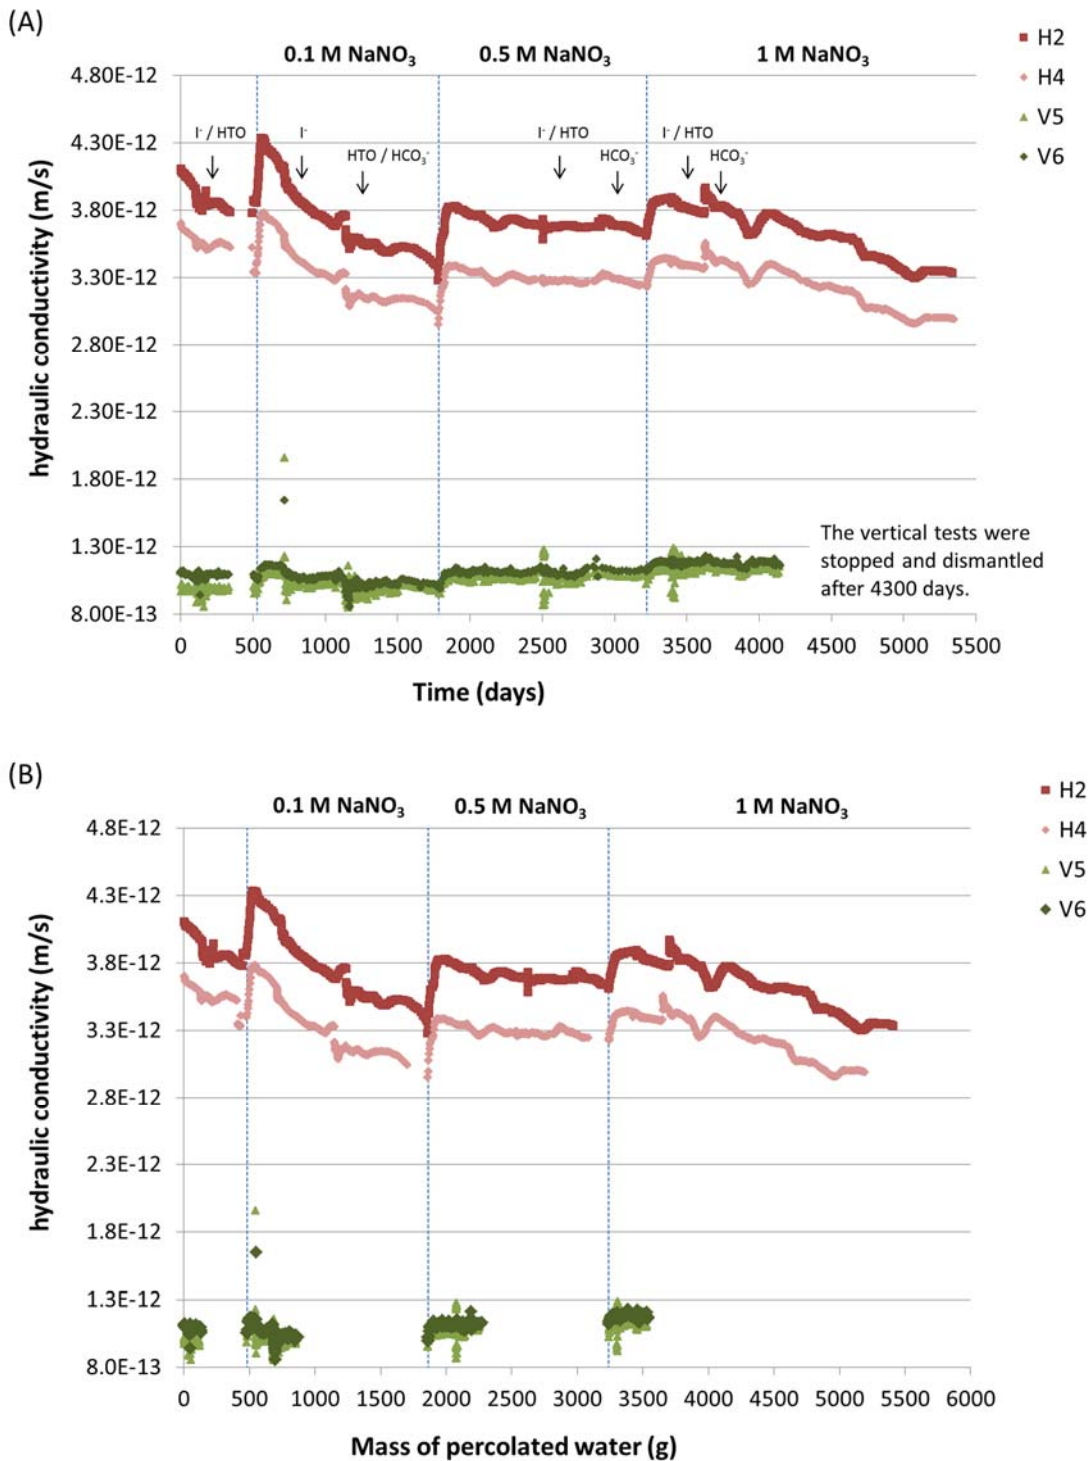 (A)
0.1 M NaNO₃ 0.5 M NaNO₃ 1 M NaNO₃
H2
H4
V5
V6
4.80E-12
4.30E-12
3.80E-12
3.30E-12
2.80E-12
2.30E-12
1.80E-12
1.30E-12
8.00E-13
hydraulic conductivity (m/s)
I⁻ / HTO
I⁻
HTO / HCO₃⁻
I⁻ / HTO
HCO₃⁻
I⁻ / HTO
HCO₃⁻
The vertical tests were
stopped and dismantled
after 4300 days.
0 500 1000 1500 2000 2500 3000 3500 4000 4500 5000 5500
Time (days)
(B)
0.1 M NaNO₃ 0.5 M NaNO₃ 1 M NaNO₃
H2
H4
V5
V6
4.8E-12
4.3E-12
3.8E-12
3.3E-12
2.8E-12
2.3E-12
1.8E-12
1.3E-12
8.0E-13
hydraulic conductivity (m/s)
0 500 1000 1500 2000 2500 3000 3500 4000 4500 5000 5500 6000
Mass of percolated water (g)